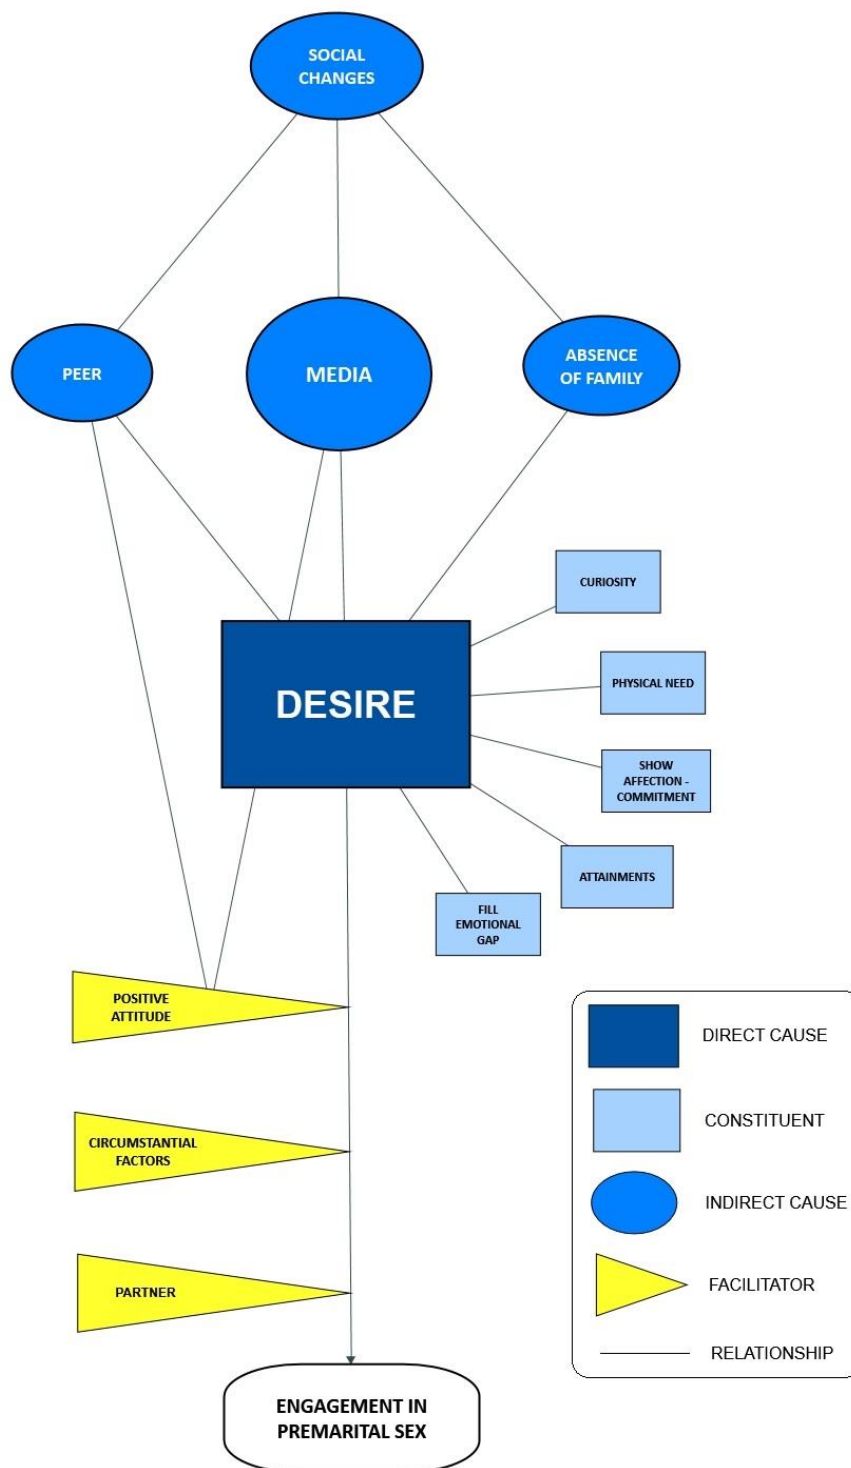 SOCIAL
CHANGES
PEER
MEDIA
ABSENCE
OF FAMILY
CURIOSITY
PHYSICAL NEED
DESIRE
SHOW
AFFECTION -
COMMITMENT
ATTAINMENTS
FILL
EMOTIONAL
GAP
POSITIVE
ATTITUDE
CIRCUMSTANTIAL
FACTORS
PARTNER
ENGAGEMENT IN
PREMARITAL SEX
DIRECT CAUSE
CONSTITUENT
INDIRECT CAUSE
FACILITATOR
RELATIONSHIP